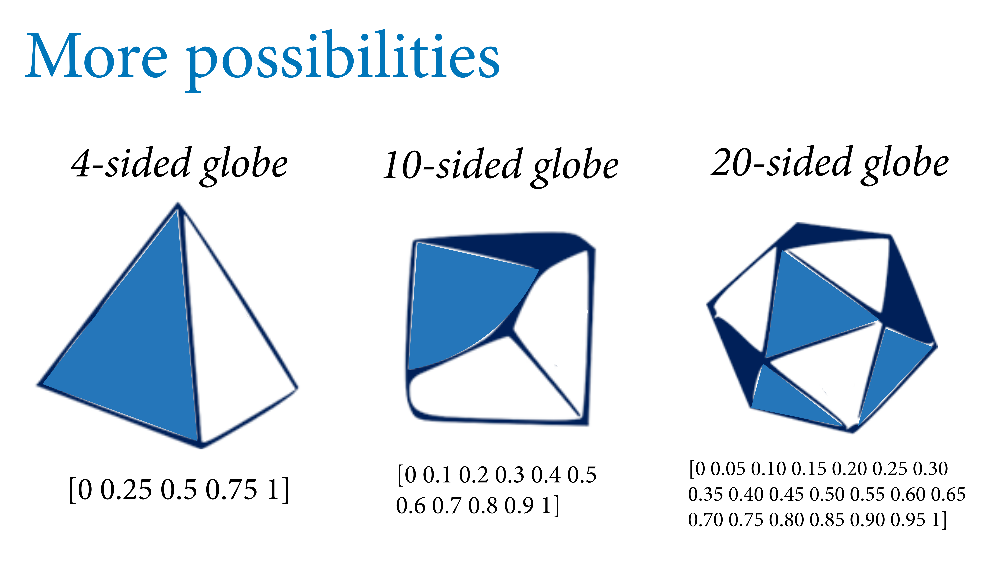 More possibilities
4-sided globe
10-sided globe
20-sided globe
[0 0.25 0.5 0.75 1]
[0 0.1 0.2 0.3 0.4 0.5
0.6 0.7 0.8 0.9 1]
[0 0.05 0.10 0.15 0.20 0.25 0.30
0.35 0.40 0.45 0.50 0.55 0.60 0.65
0.70 0.75 0.80 0.85 0.90 0.95 1]